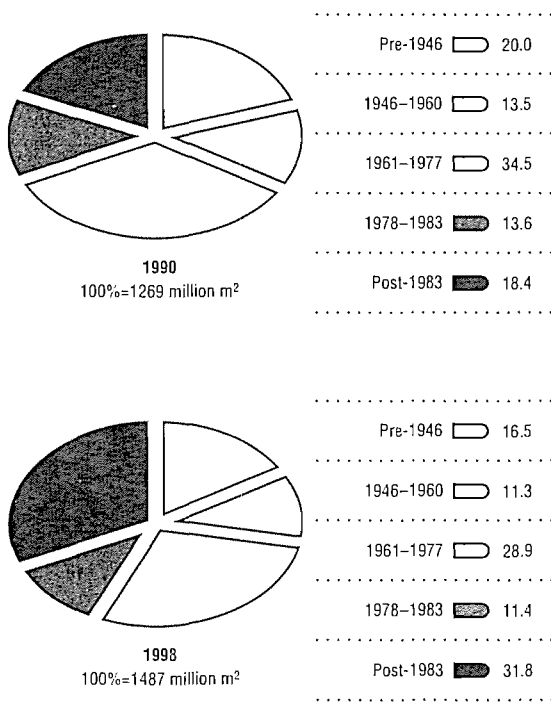 Pre-1946 20.0
1946–1960 13.5
1961–1977 34.5
1978–1983 13.6
Post-1983 18.4
1990
100%=1269 million m²
Pre-1946 16.5
1946–1960 11.3
1961–1977 28.9
1978–1983 11.4
Post-1983 31.8
1998
100%=1487 million m²